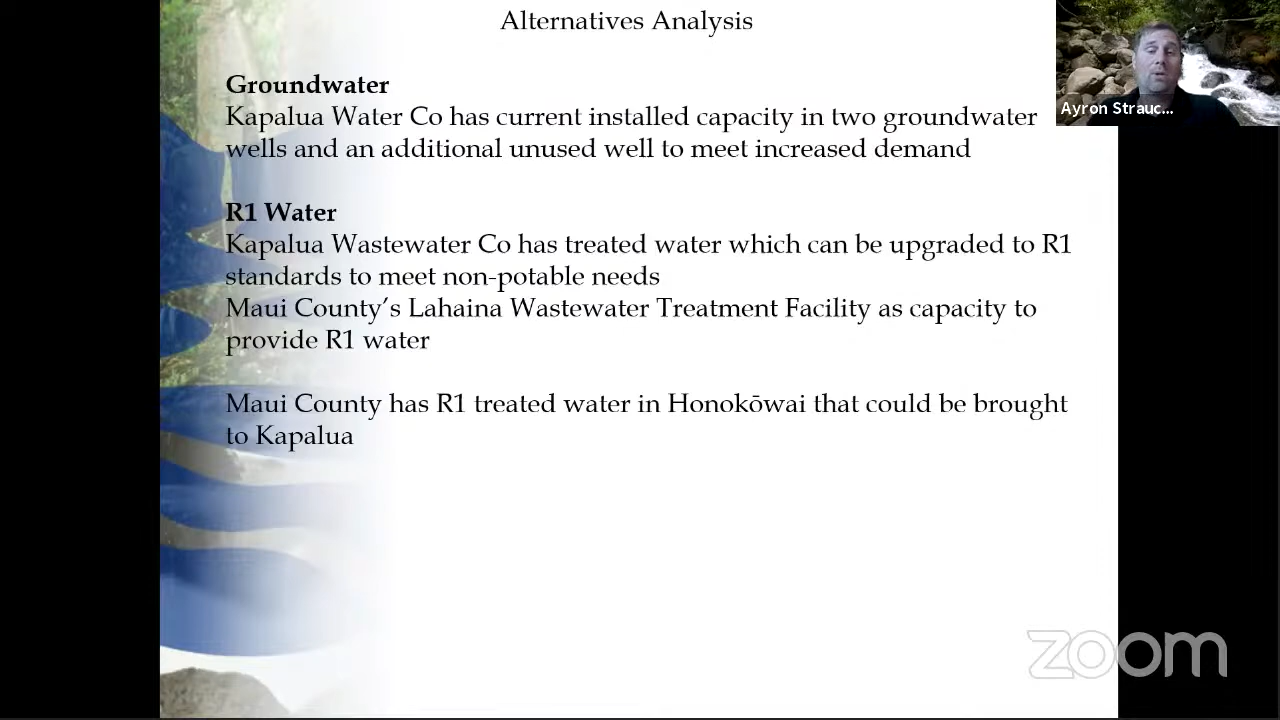 Alternatives Analysis
Ayron Strauc...
Groundwater
Kapalua Water Co has current installed capacity in two groundwater
wells and an additional unused well to meet increased demand
R1 Water
Kapalua Wastewater Co has treated water which can be upgraded to R1
standards to meet non-potable needs
Maui County’s Lahaina Wastewater Treatment Facility as capacity to
provide R1 water
Maui County has R1 treated water in Honokōwai that could be brought
to Kapalua
zoom